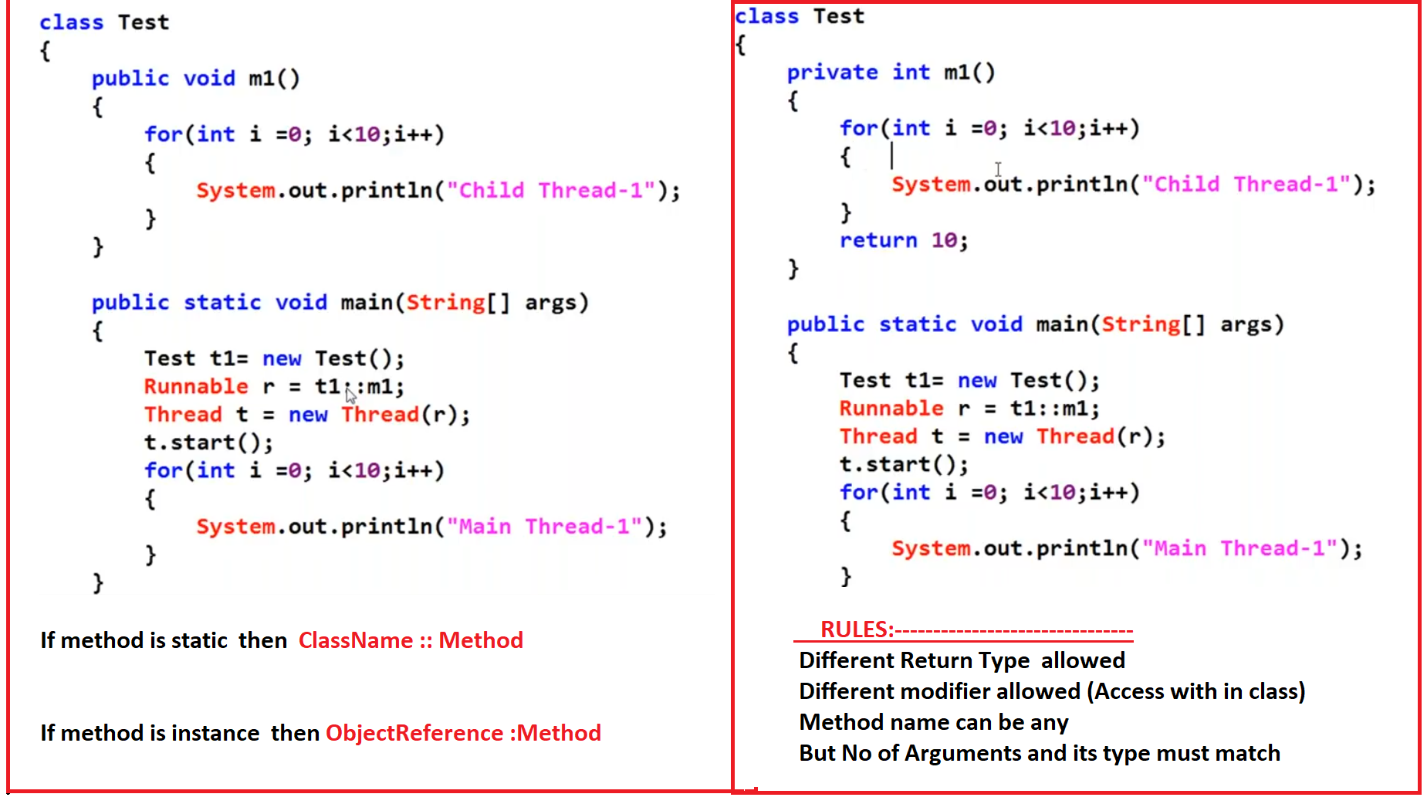 class Test
{
public void m1()
{
for(int i =0; i<10;i++)
{
System.out.println("Child Thread-1");
}
}
public static void main(String[] args)
{
Test t1= new Test();
Runnable r = t1::m1;
Thread t = new Thread(r);
t.start();
for(int i =0; i<10;i++)
{
System.out.println("Main Thread-1");
}
}
If method is static then ClassName :: Method
If method is instance then ObjectReference :Method
class Test
{
private int m1()
{
for(int i =0; i<10;i++)
{
System.out.println("Child Thread-1");
}
return 10;
}
public static void main(String[] args)
{
Test t1= new Test();
Runnable r = t1::m1;
Thread t = new Thread(r);
t.start();
for(int i =0; i<10;i++)
{
System.out.println("Main Thread-1");
}
RULES:-------------------------------
Different Return Type allowed
Different modifier allowed (Access with in class)
Method name can be any
But No of Arguments and its type must match